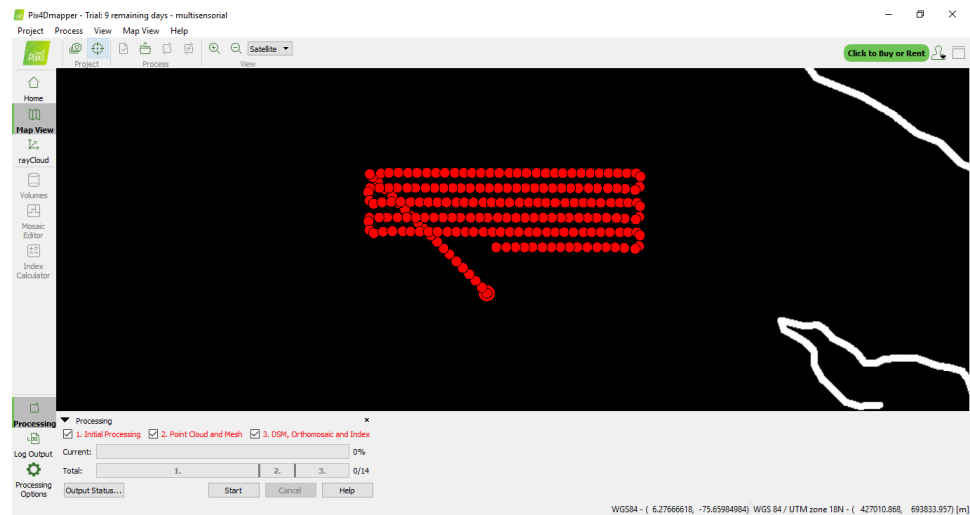 Pix4Dmapper - Trial: 9 remaining days - multisensorial
Project Process View Map View Help
Satellite
Project Process View
Click to Buy or Rent
Home
Map View
rayCloud
Volumes
Mosaic
Editor
Index
Calculator
Processing
Log Output
Processing
Options
Processing
1. Initial Processing 2. Point Cloud and Mesh 3. DSM, Orthomosaic and Index
Current: 0%
Total: 1. 2. 3. 0/14
Output Status... Start Cancel Help
WGS84 - ( 6.27666618, -75.65984984) WGS 84 / UTM zone 18N - ( 427010.868, 693833.957) [m]